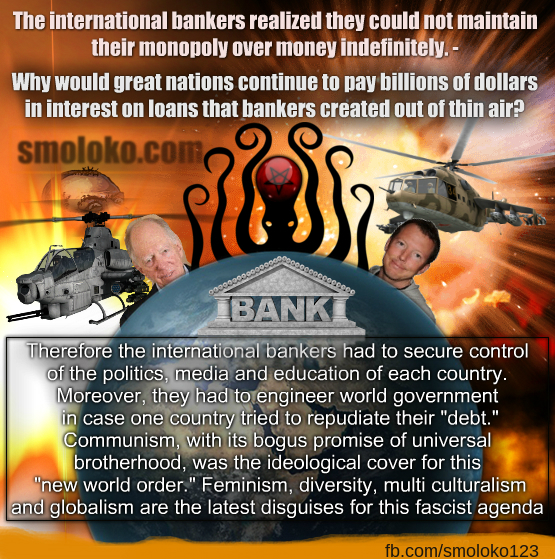 The international bankers realized they could not maintain
their monopoly over money indefinitely. -
Why would great nations continue to pay billions of dollars
in interest on loans that bankers created out of thin air?
smoloko.com
BANK
Therefore the international bankers had to secure control
of the politics, media and education of each country.
Moreover, they had to engineer world government
in case one country tried to repudiate their "debt."
Communism, with its bogus promise of universal
brotherhood, was the ideological cover for this
"new world order." Feminism, diversity, multi culturalism
and globalism are the latest disguises for this fascist agenda
fb.com/smoloko123